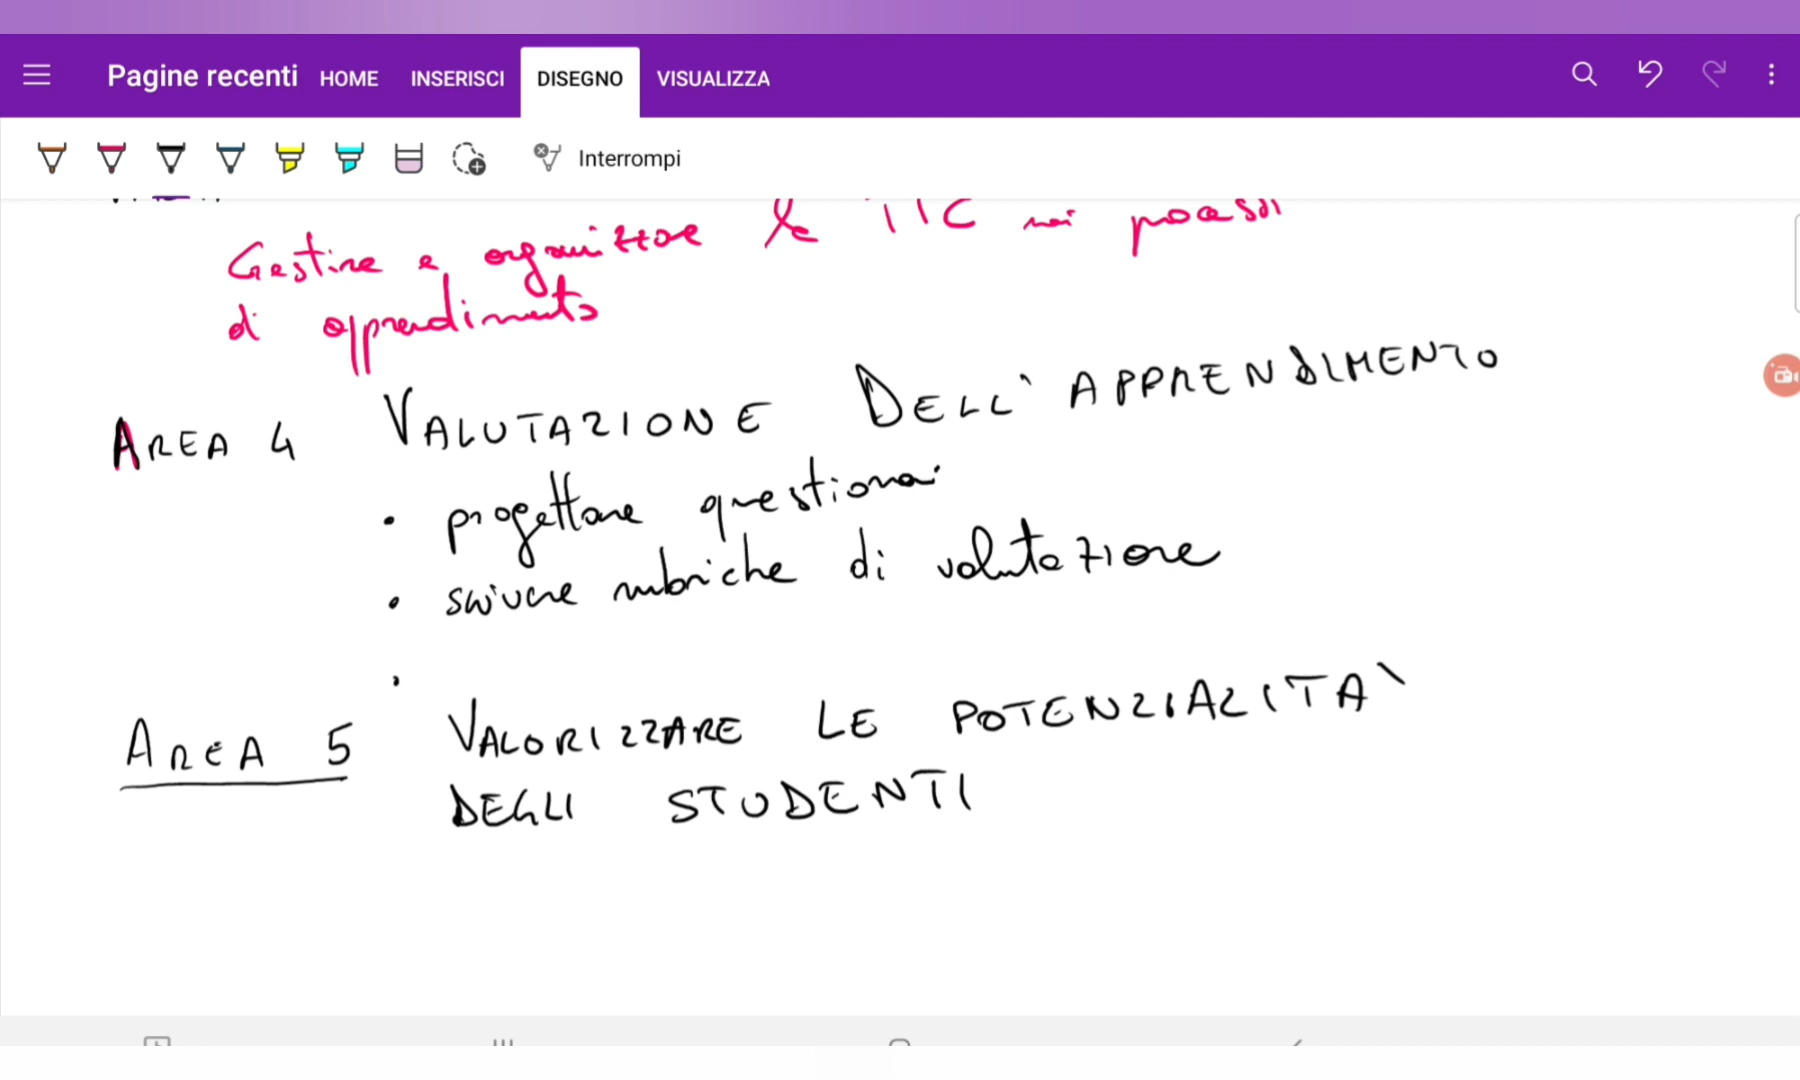 Pagine recenti HOME INSERISCI DISEGNO VISUALIZZA
Interrompi
Gestire e organizzare le TIC nei processi
di apprendimento
AREA 4 VALUTAZIONE DELL'APPRENDIMENTO
• progettare questionari
• scrivere rubriche di valutazione
•
AREA 5 VALORIZZARE LE POTENZIALITA'
DEGLI STUDENTI